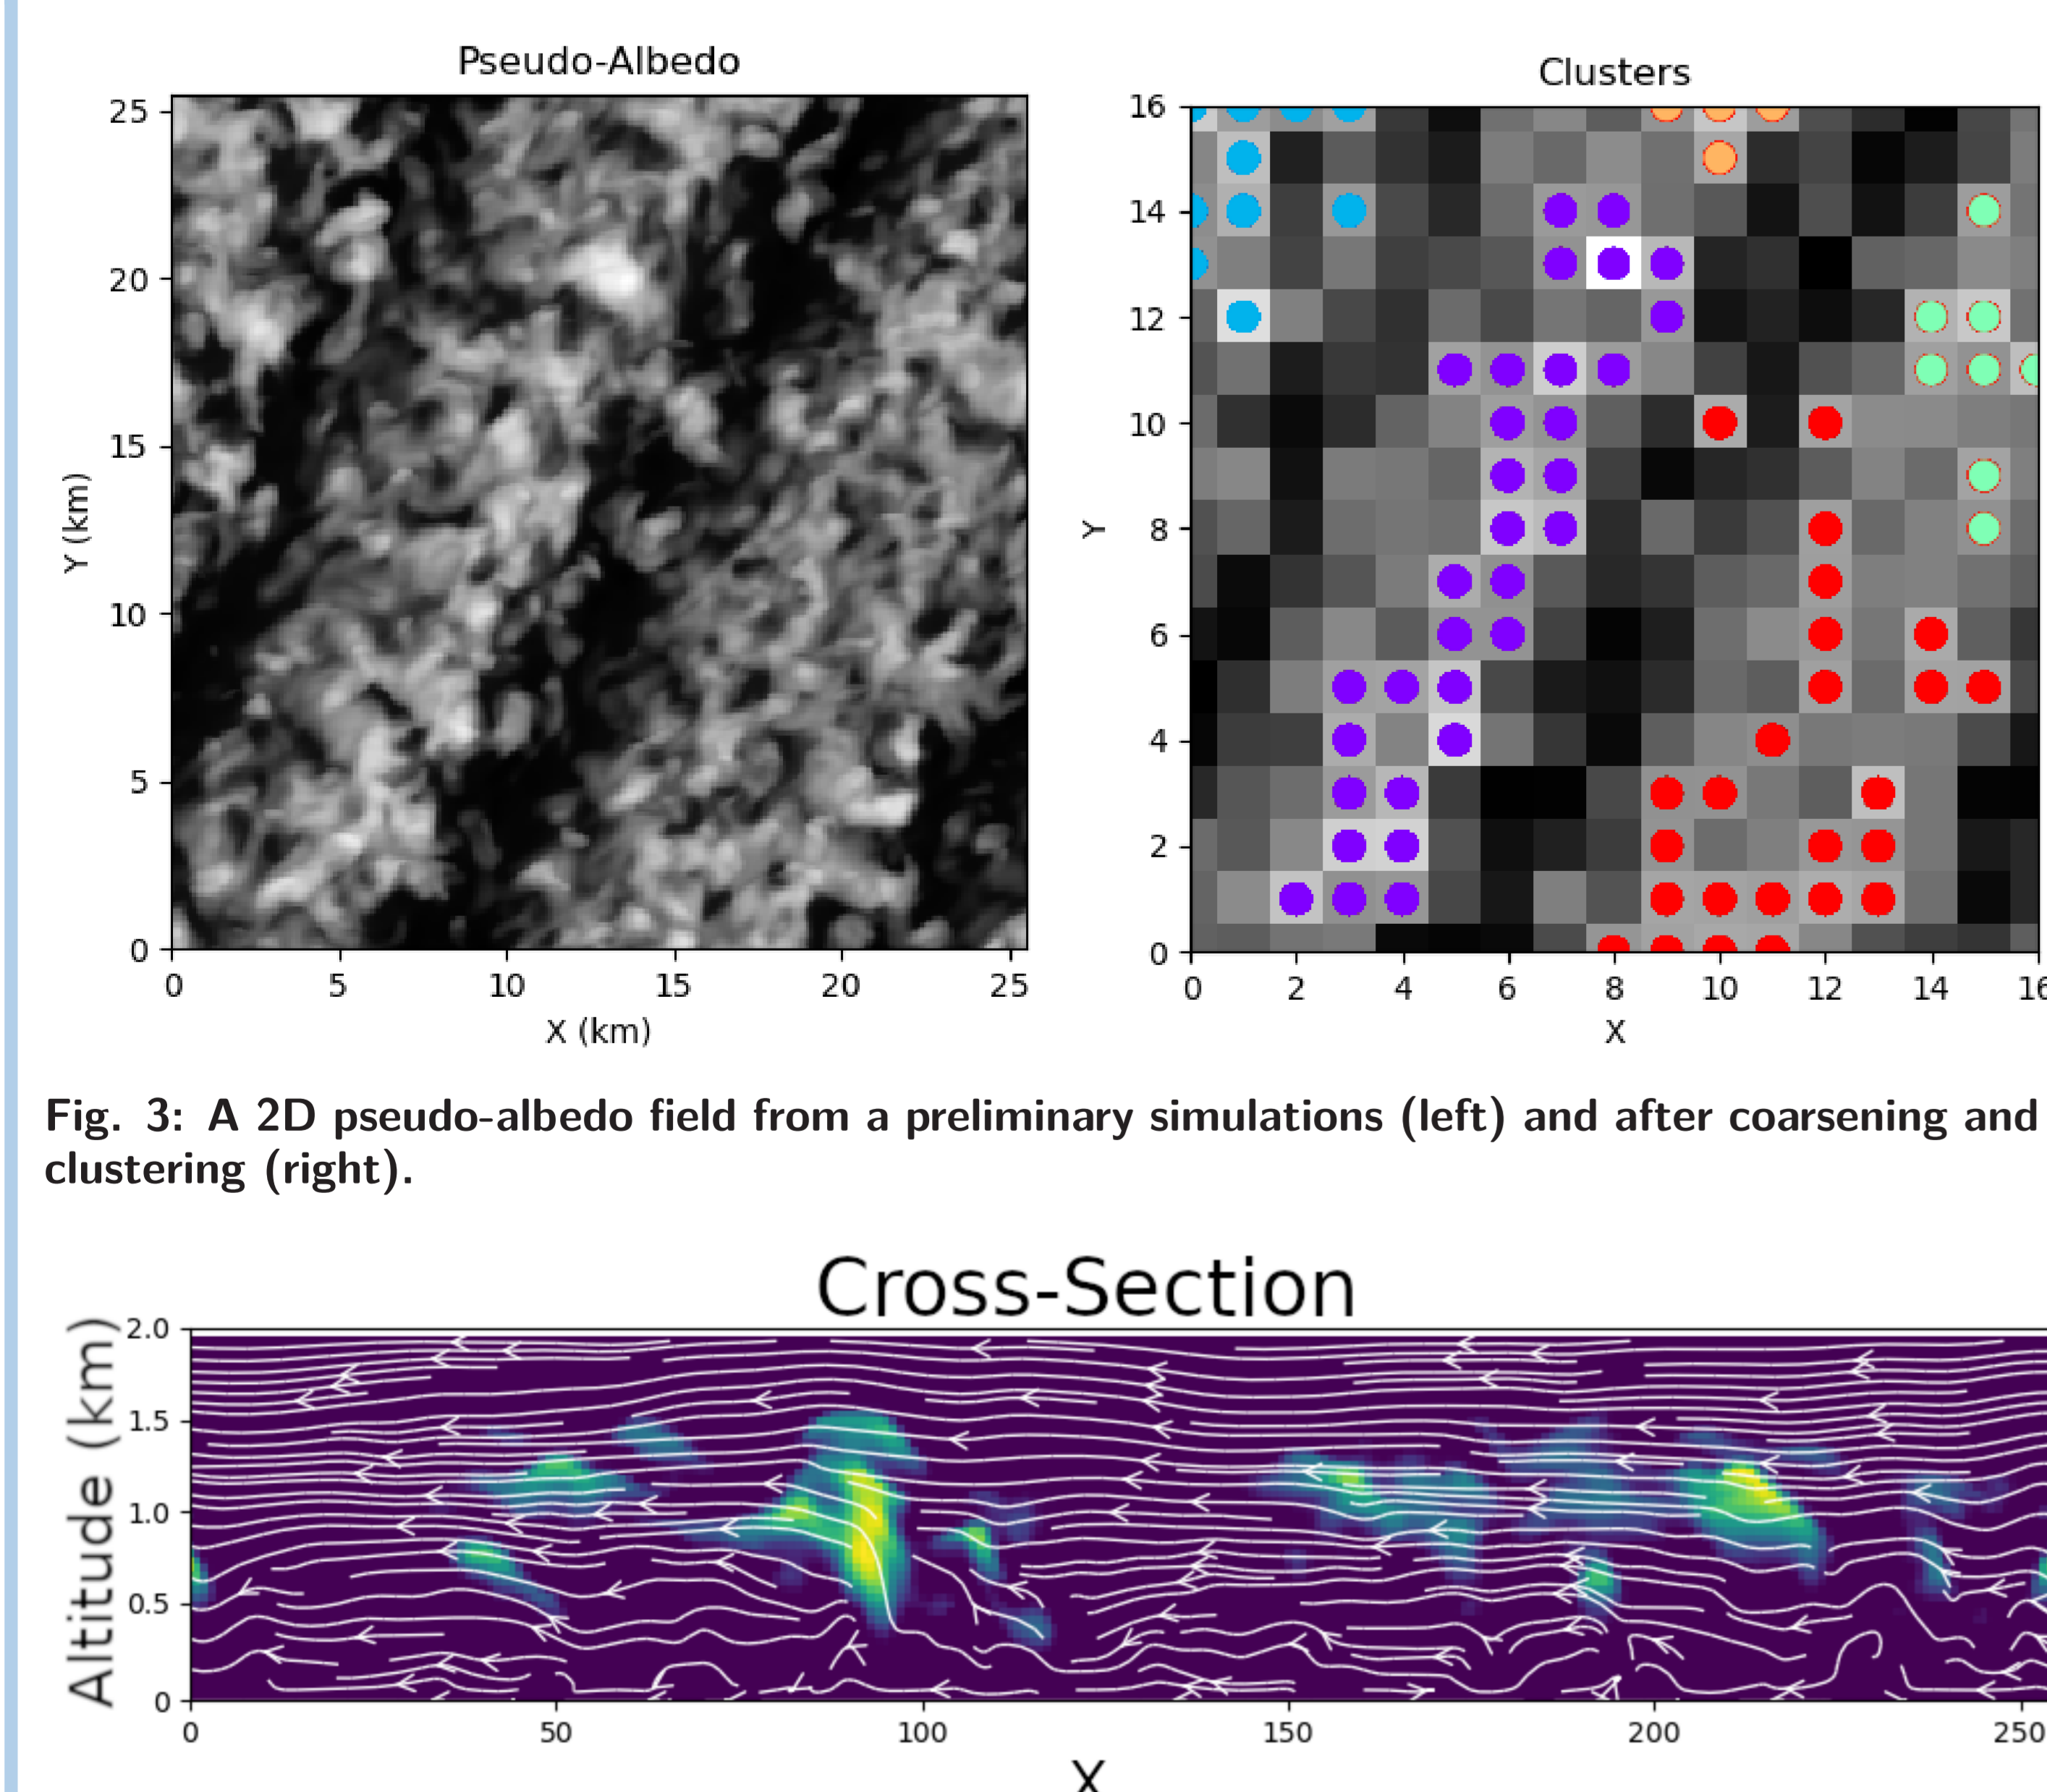 Pseudo-Albedo
25
20
15
10
5
0
Y (km)
0 5 10 15 20 25
X (km)
Clusters
16
14
12
10
8
6
4
2
0
Y
0 2 4 6 8 10 12 14 16
X
Fig. 3: A 2D pseudo-albedo field from a preliminary simulations (left) and after coarsening and
clustering (right).
Cross-Section
2.0
1.5
1.0
0.5
0
Altitude (km)
0 50 100 150 200 250
X